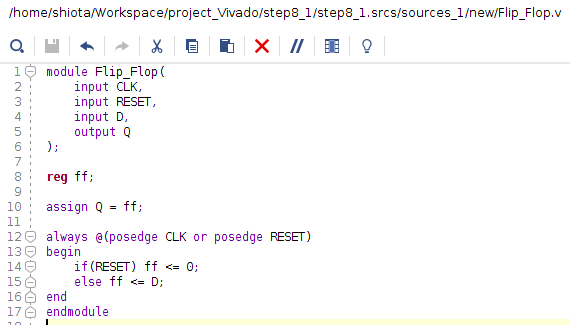 /home/shiota/Workspace/project_Vivado/step8_1/step8_1.srcs/sources_1/new/Flip_Flop.v
1 module Flip_Flop(
2     input CLK,
3     input RESET,
4     input D,
5     output Q
6 );
7
8 reg ff;
9
10 assign Q = ff;
11
12 always @(posedge CLK or posedge RESET)
13 begin
14     if(RESET) ff <= 0;
15     else ff <= D;
16 end
17 endmodule